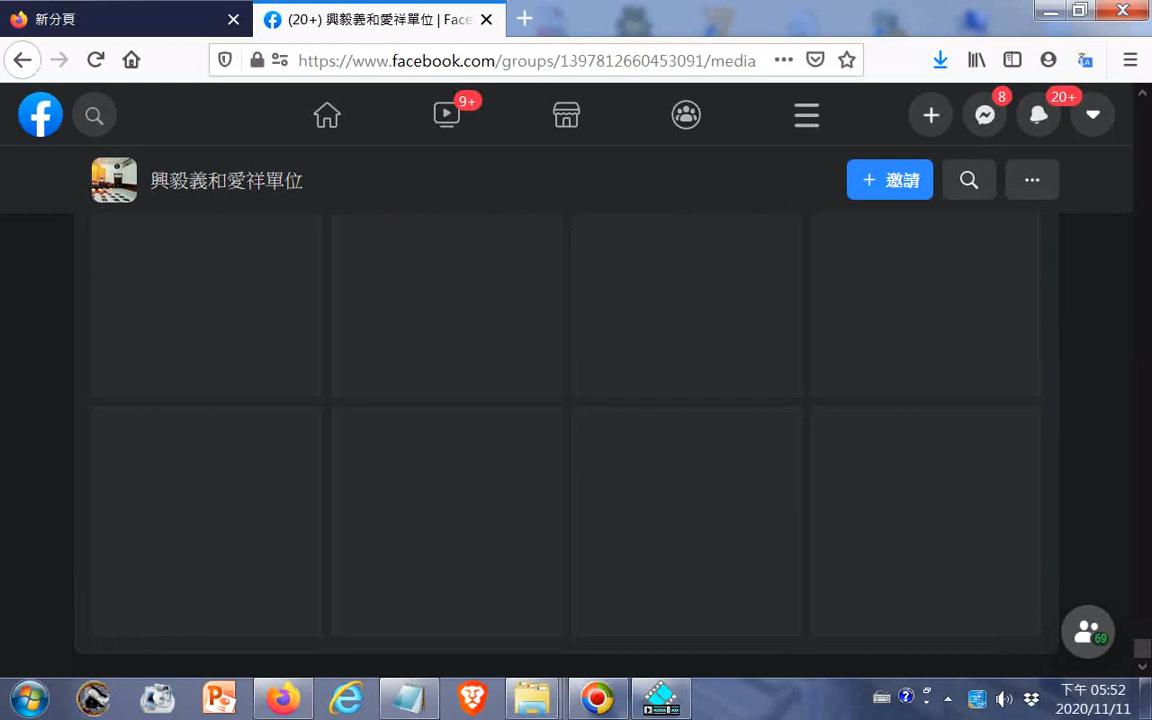 新分頁
(20+) 興毅義和愛祥單位 | Face
https://www.facebook.com/groups/1397812660453091/media
9+
8
20+
興毅義和愛祥單位
+ 邀請
69
下午 05:52
2020/11/11